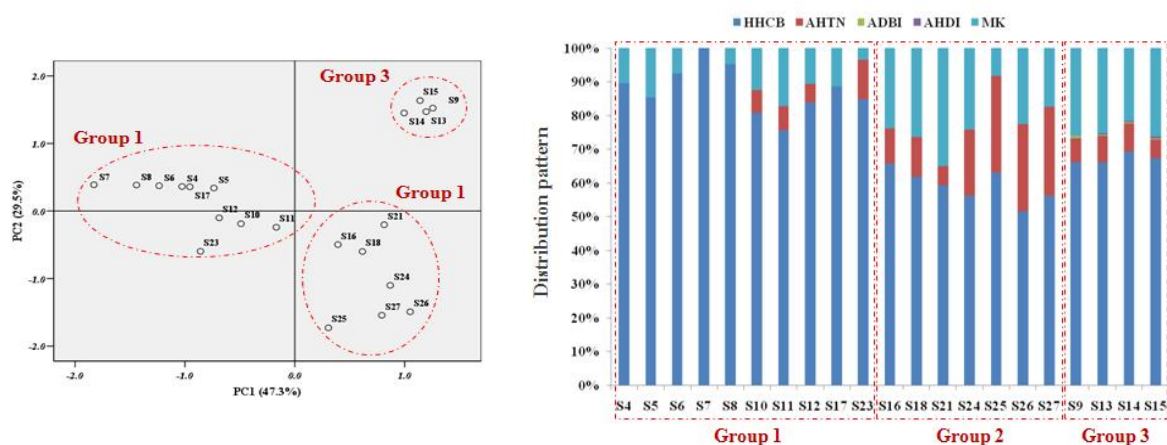 2.0
1.0
0.0
-1.0
-2.0
PC2 (29.5%)
Group 3
S15
S9
S14
S13
Group 1
S7
S8
S6
S4
S5
S17
S12
S10
S11
S23
Group 1
S21
S16
S18
S24
S27
S26
S25
-2.0 -1.0 0.0 1.0
PC1 (47.3%)
HHCB AHTN ADBI AHDI MK
Distribution pattern
100%
90%
80%
70%
60%
50%
40%
30%
20%
10%
0%
S4 S5 S6 S7 S8 S10 S11 S12 S17 S23 S16 S18 S21 S24 S25 S26 S27 S9 S13 S14 S15
Group 1 Group 2 Group 3